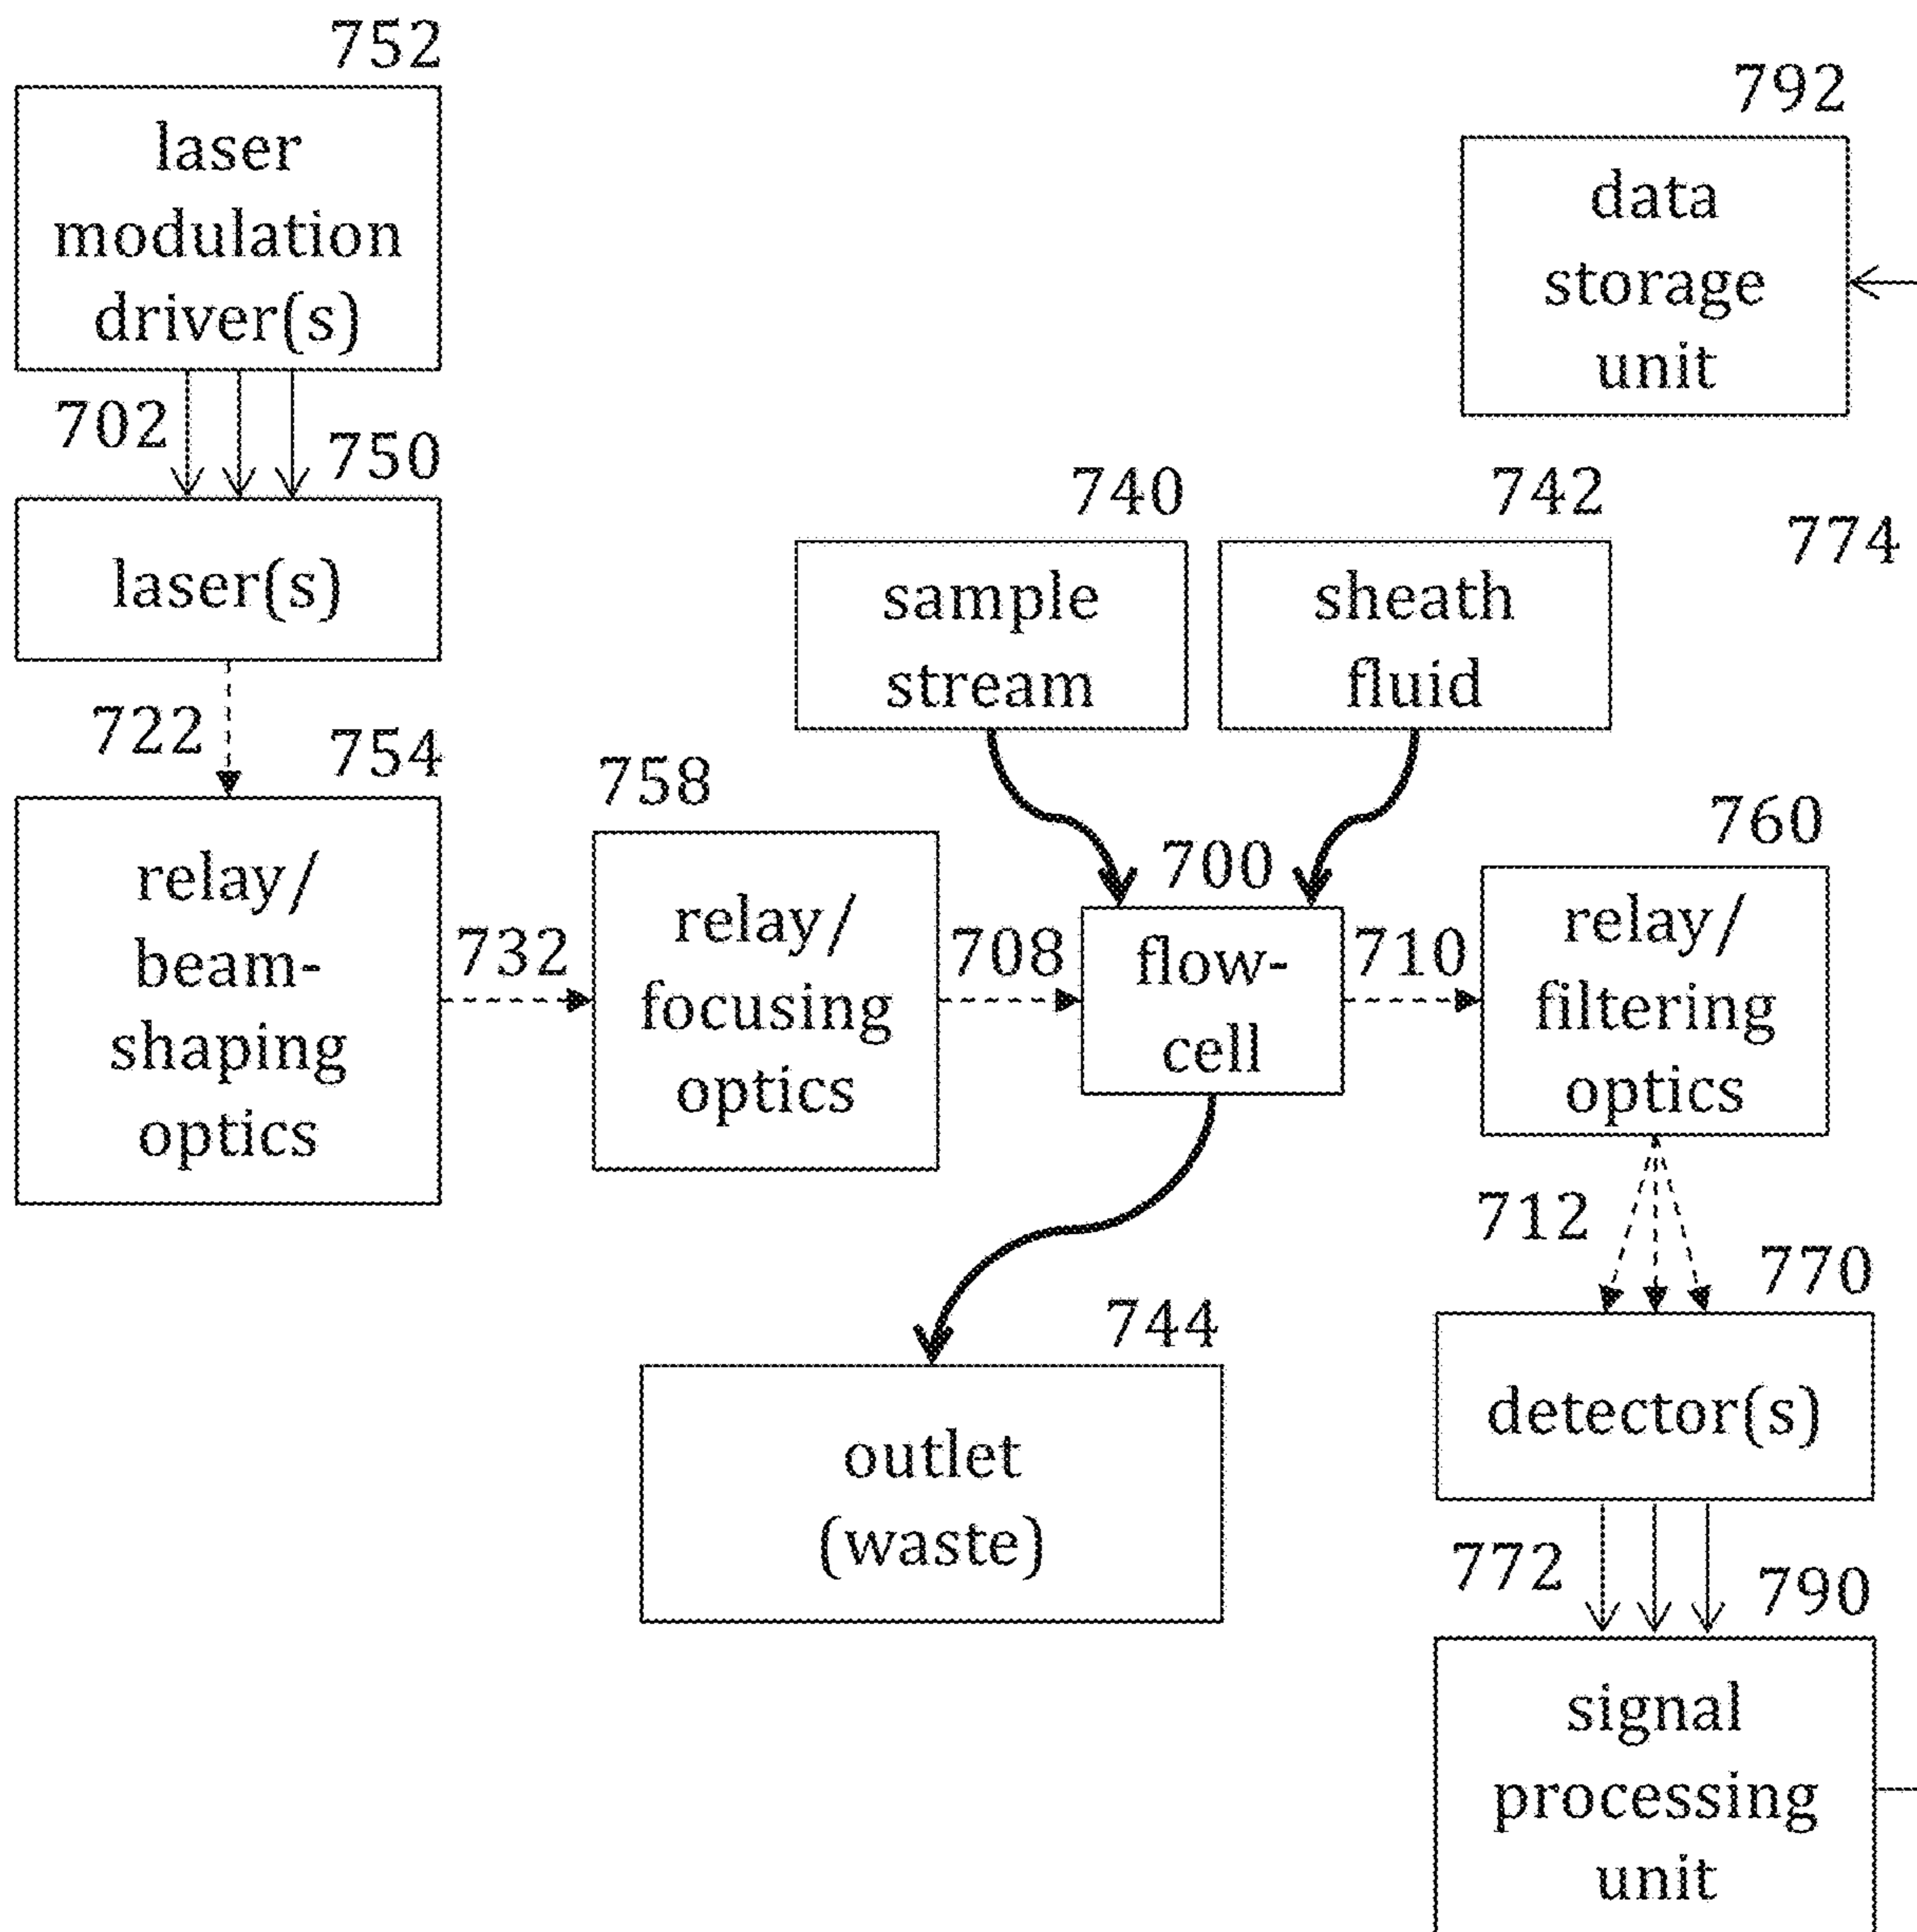 752
laser
modulation
driver(s)
702
750
laser(s)
722
754
relay/
beam-
shaping
optics
732
758
relay/
focusing
optics
708
740
sample
stream
742
sheath
fluid
700
flow-
cell
710
744
outlet
(waste)
760
relay/
filtering
optics
712
770
detector(s)
772
790
signal
processing
unit
774
792
data
storage
unit